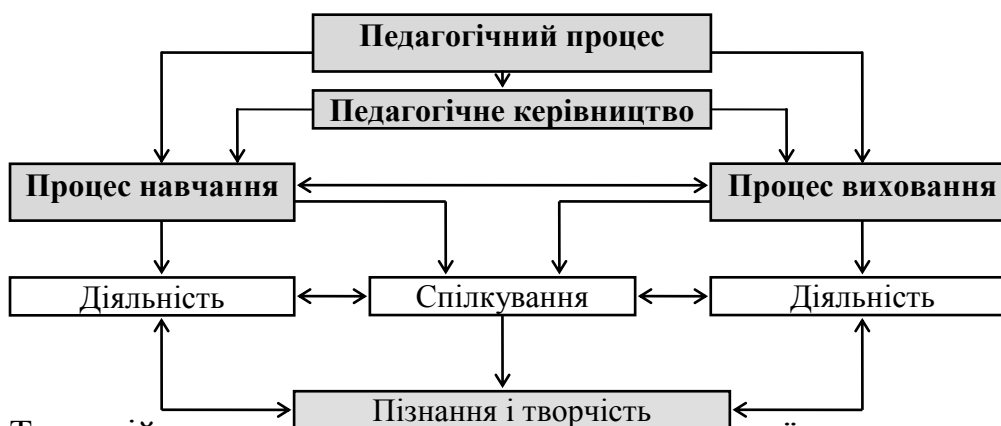 Педагогічний процес
Педагогічне керівництво
Процес навчання
Процес виховання
Діяльність
Спілкування
Діяльність
Пізнання і творчість